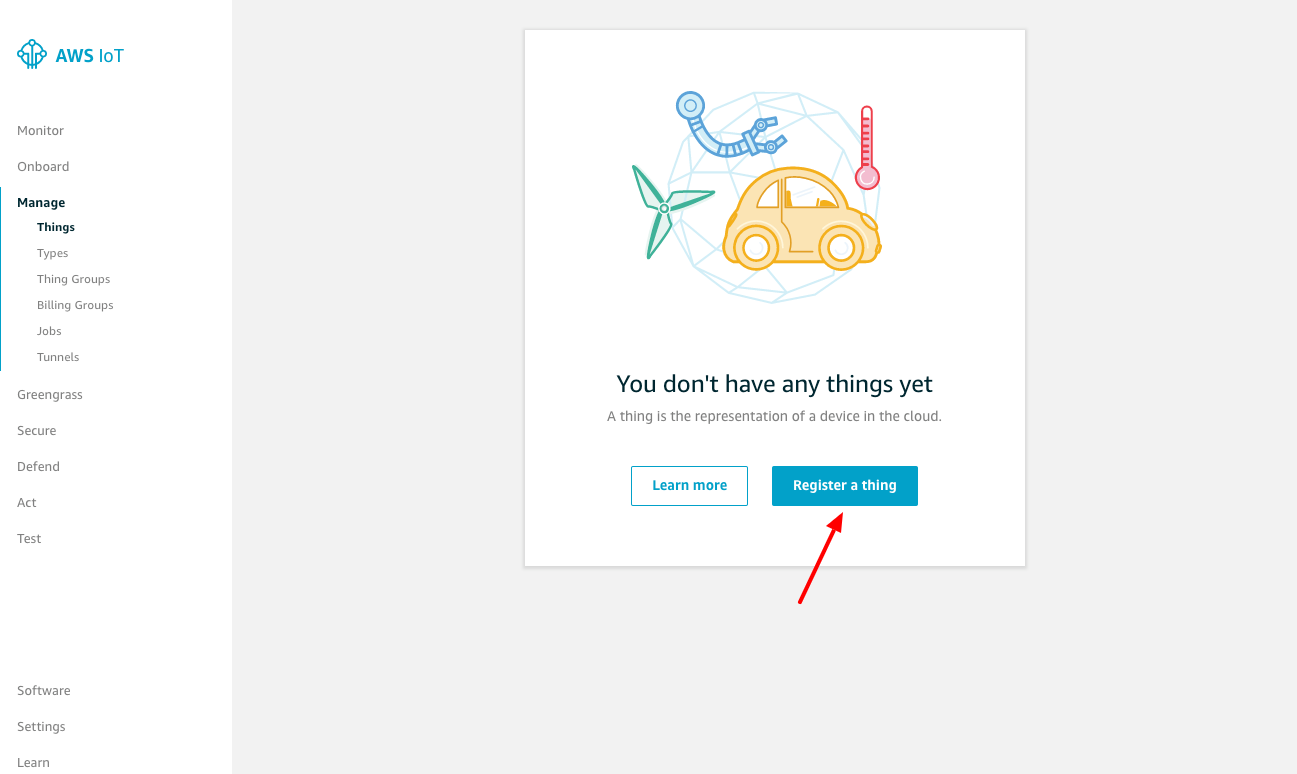 AWS IoT
Monitor
Onboard
Manage
Things
Types
Thing Groups
Billing Groups
Jobs
Tunnels
Greengrass
Secure
Defend
Act
Test
Software
Settings
Learn
You don't have any things yet
A thing is the representation of a device in the cloud.
Learn more
Register a thing